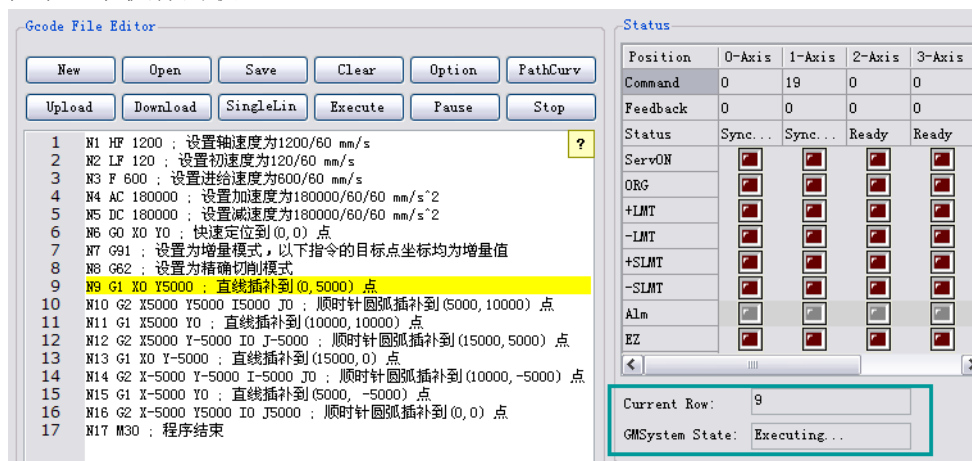 Gcode File Editor
New Open Save Clear Option PathCurv
Upload Download SingleLin Execute Pause Stop
?
1 N1 HF 1200 ; 设置轴速度为1200/60 mm/s
2 N2 LF 120 ; 设置初速度为120/60 mm/s
3 N3 F 600 ; 设置进给速度为600/60 mm/s
4 N4 AC 180000 ; 设置加速度为180000/60/60 mm/s^2
5 N5 DC 180000 ; 设置减速度为180000/60/60 mm/s^2
6 N6 G0 X0 Y0 ; 快速定位到(0,0) 点
7 N7 G91 ; 设置为增量模式，以下指令的目标点坐标均为增量值
8 N8 G62 ; 设置为精确切削模式
9 N9 G1 X0 Y5000 ; 直线插补到(0,5000) 点
10 N10 G2 X5000 Y5000 I5000 J0 ; 顺时针圆弧插补到(5000,10000) 点
11 N11 G1 X5000 Y0 ; 直线插补到(10000,10000) 点
12 N12 G2 X5000 Y-5000 I0 J-5000 ; 顺时针圆弧插补到(15000,5000) 点
13 N13 G1 X0 Y-5000 ; 直线插补到(15000,0) 点
14 N14 G2 X-5000 Y-5000 I-5000 J0 ; 顺时针圆弧插补到(10000,-5000) 点
15 N15 G1 X-5000 Y0 ; 直线插补到(5000, -5000) 点
16 N16 G2 X-5000 Y5000 I0 J5000 ; 顺时针圆弧插补到(0,0) 点
17 N17 M30 ; 程序结束
Status
Position 0-Axis 1-Axis 2-Axis 3-Axis
Command 0 19 0 0
Feedback 0 0 0 0
Status Sync... Sync... Ready Ready
ServON
ORG
+LMT
-LMT
+SLMT
-SLMT
Alm
EZ
Current Row: 9
GMSystem State: Executing...